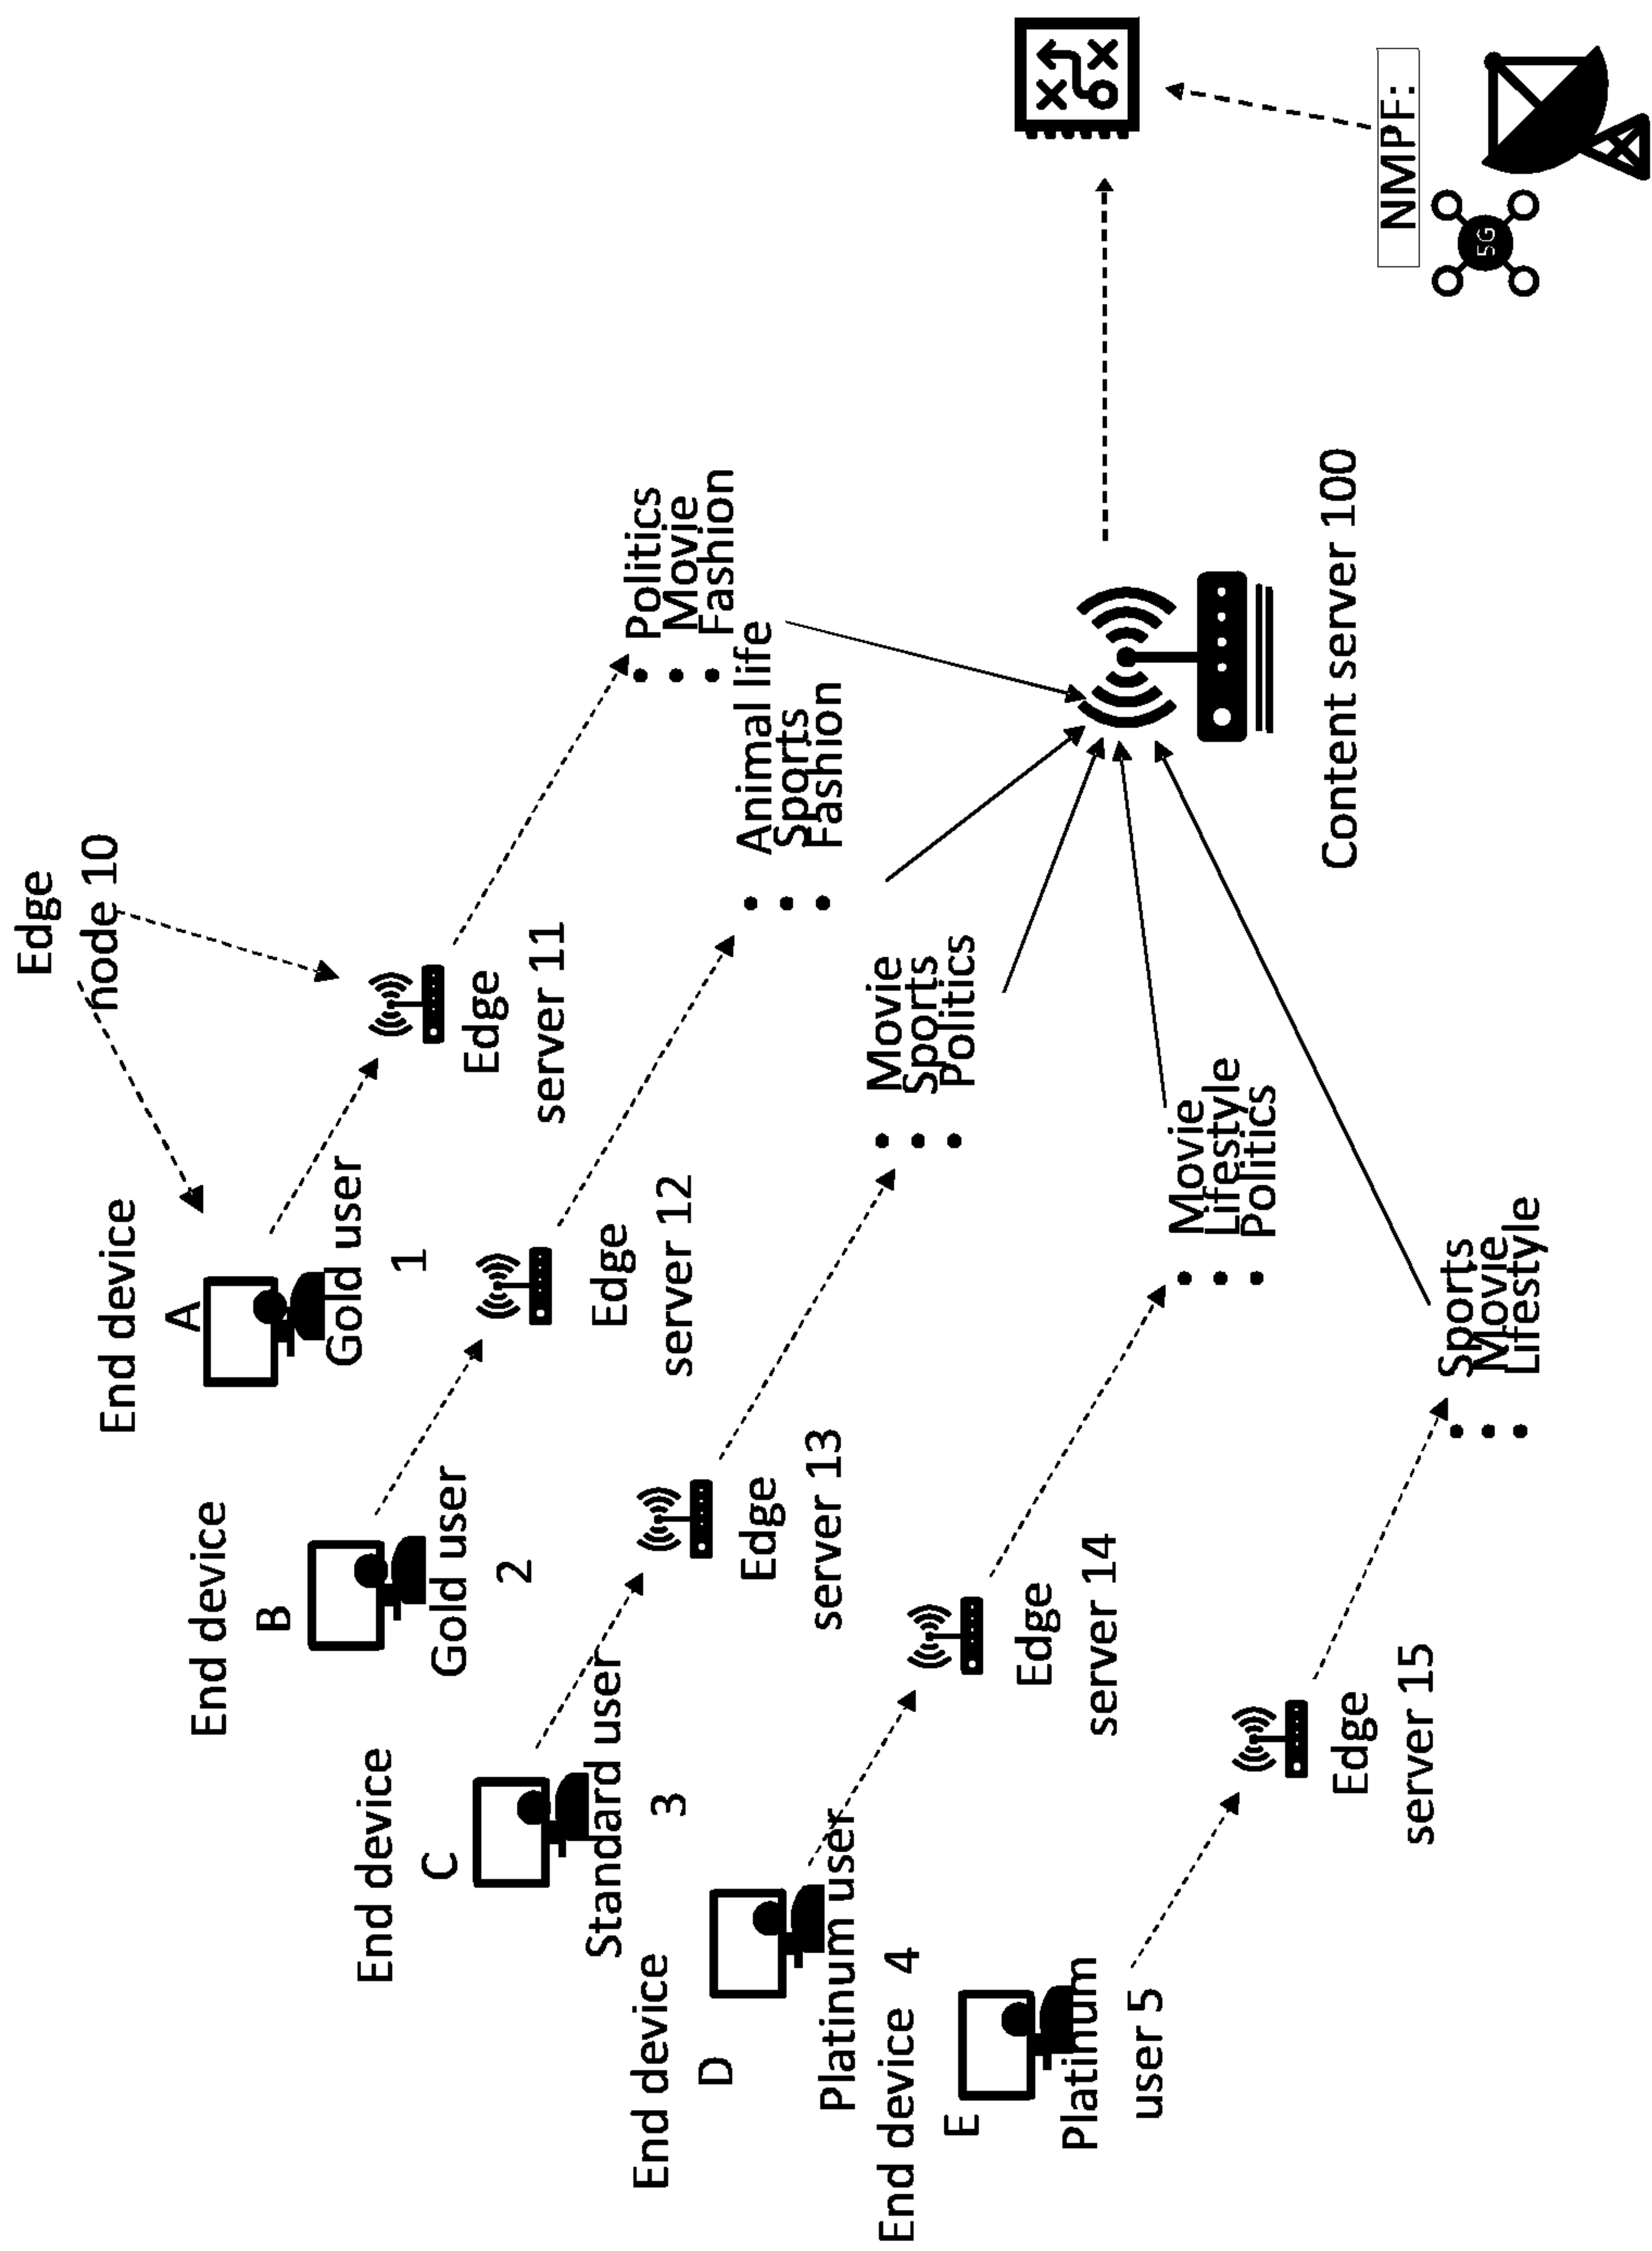 Edge
node 10
End device
A
Gold user
1
Edge
server 11
Politics
Movie
Fashion
End device
B
Gold user
2
Edge
server 12
Animal life
Sports
Fashion
End device
C
Standard user
3
Edge
server 13
Movie
Sports
Politics
End device
D
Platinum user
4
Edge
server 14
Movie
Lifestyle
Politics
End device
E
Platinum
user 5
Edge
server 15
Sports
Movie
Lifestyle
Content server 100
NMPF:
5G